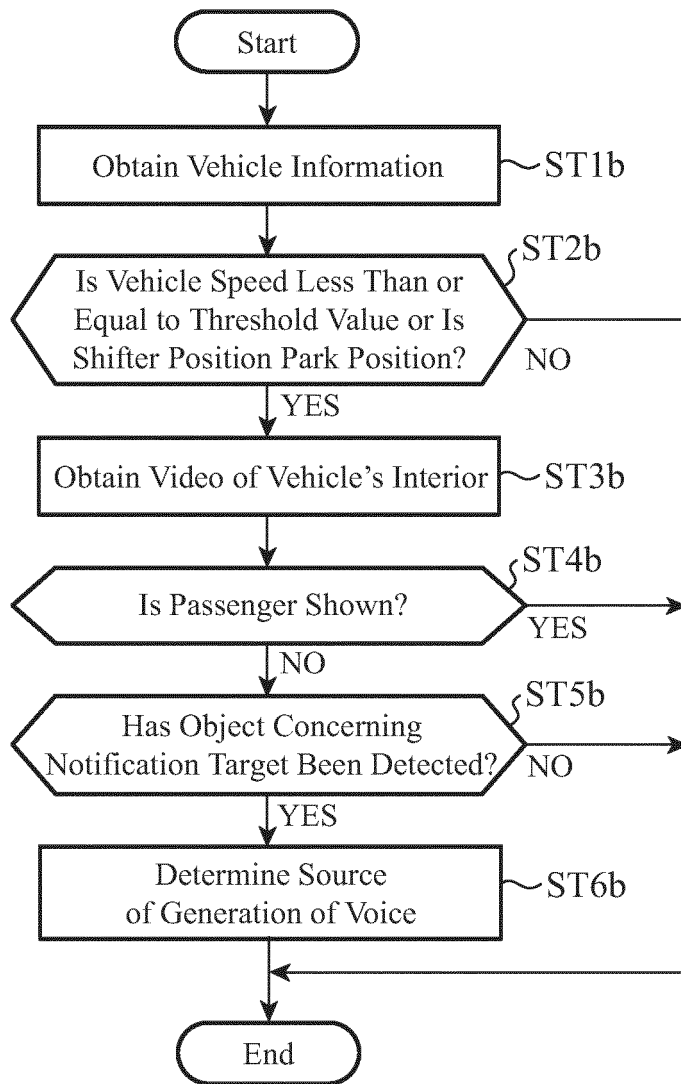 Start
Obtain Vehicle Information
ST1b
ST2b
Is Vehicle Speed Less Than or
Equal to Threshold Value or Is
Shifter Position Park Position?
NO
YES
Obtain Video of Vehicle's Interior
ST3b
ST4b
Is Passenger Shown?
YES
NO
ST5b
Has Object Concerning
Notification Target Been Detected?
NO
YES
Determine Source
of Generation of Voice
ST6b
End